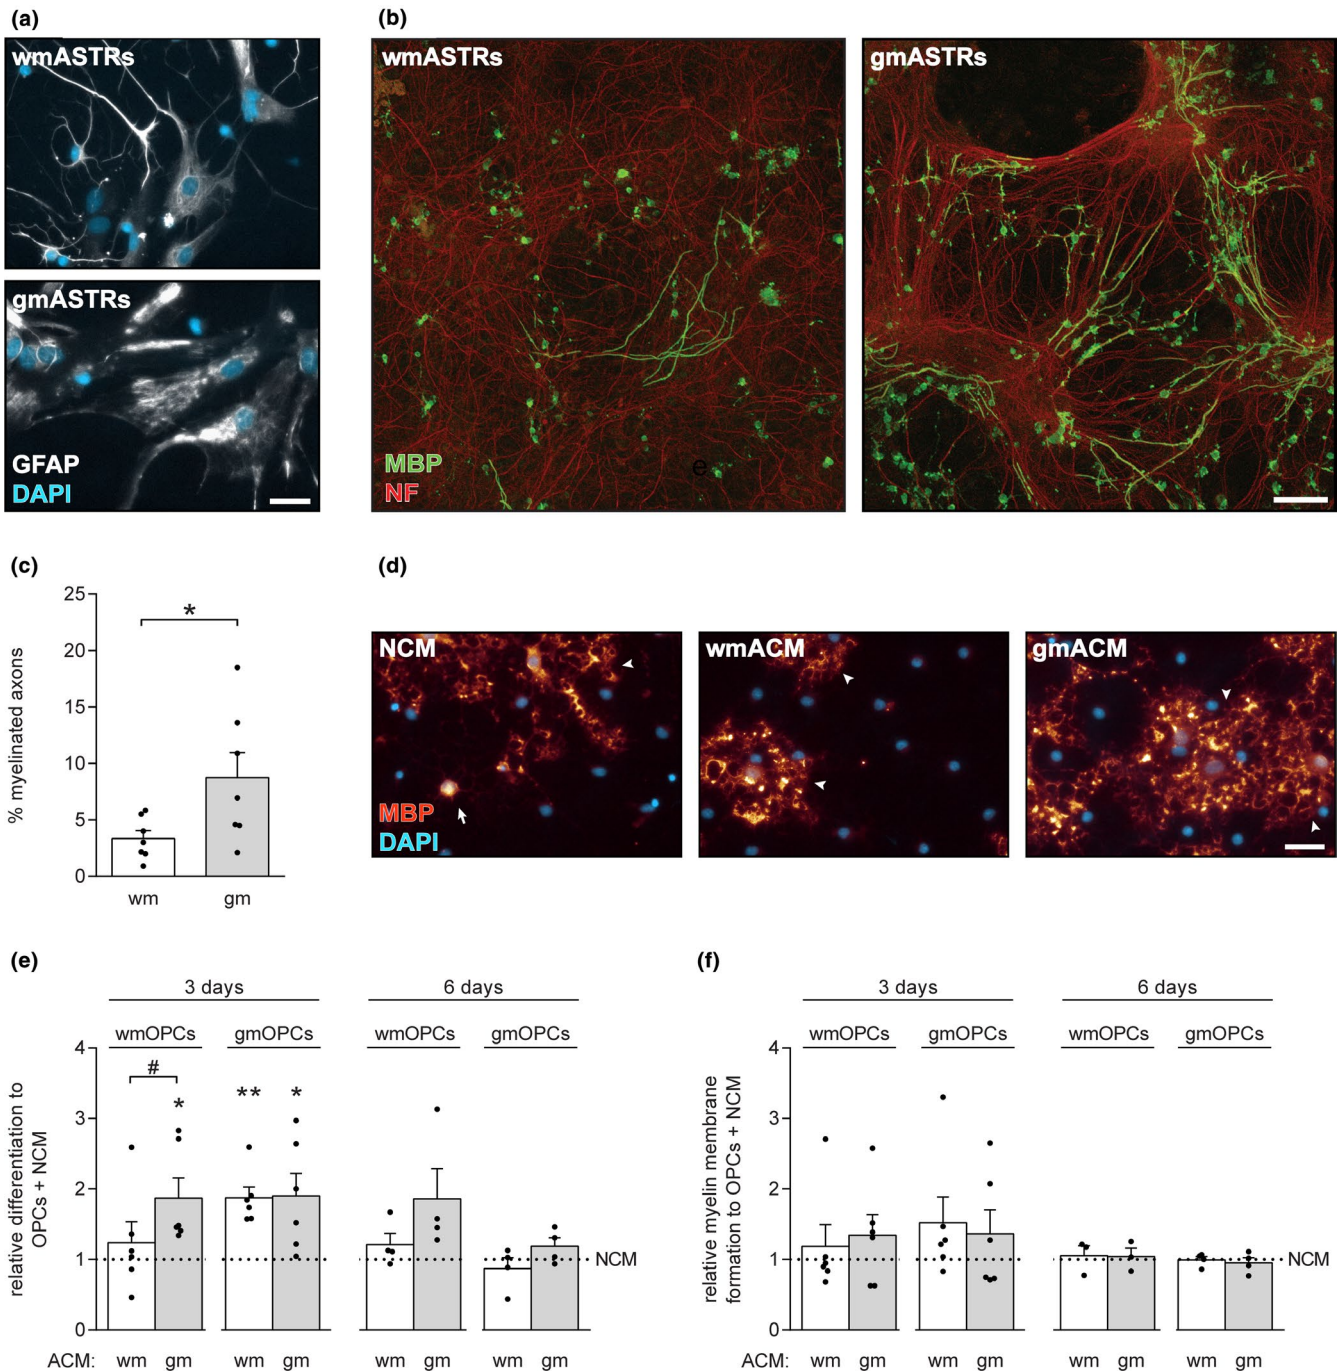 (a)
wmASTRs
gmASTRs
GFAP
DAPI
(b)
wmASTRs
gmASTRs
MBP
NF
e
(c)
% myelinated axons
25
20
15
10
5
0
*
wm gm
(d)
NCM
wmACM
gmACM
MBP
DAPI
(e)
3 days 6 days
wmOPCs gmOPCs wmOPCs gmOPCs
relative differentiation to
OPCs + NCM
4
3
2
1
0
#
* ** *
NCM
ACM: wm gm wm gm wm gm wm gm
(f)
3 days 6 days
wmOPCs gmOPCs wmOPCs gmOPCs
relative myelin membrane
formation to OPCs + NCM
4
3
2
1
0
NCM
ACM: wm gm wm gm wm gm wm gm